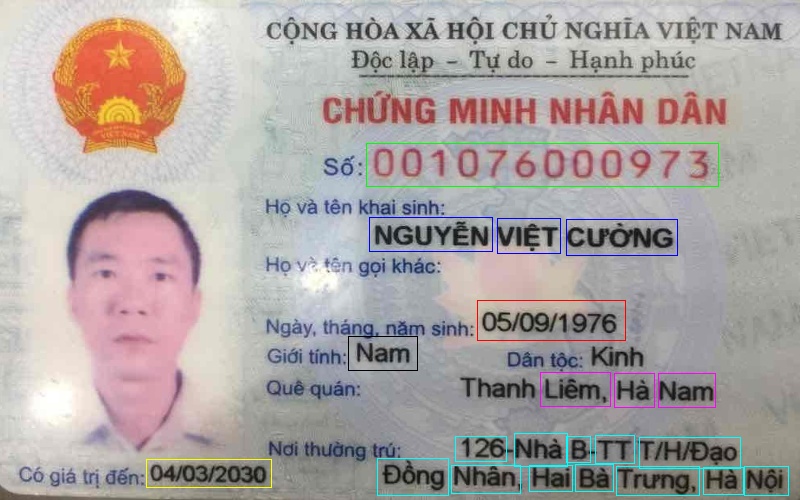 CỘNG HÒA XÃ HỘI CHỦ NGHĨA VIỆT NAM
Độc lập - Tự do - Hạnh phúc
CHỨNG MINH NHÂN DÂN
Số: 001076000973
Họ và tên khai sinh:
NGUYỄN VIỆT CƯỜNG
Họ và tên gọi khác:
Ngày, tháng, năm sinh: 05/09/1976
Giới tính: Nam Dân tộc: Kinh
Quê quán: Thanh Liêm, Hà Nam
Nơi thường trú: 126-Nhà B-TT T/H/Đạo
Đồng Nhân, Hai Bà Trưng, Hà Nội
Có giá trị đến: 04/03/2030